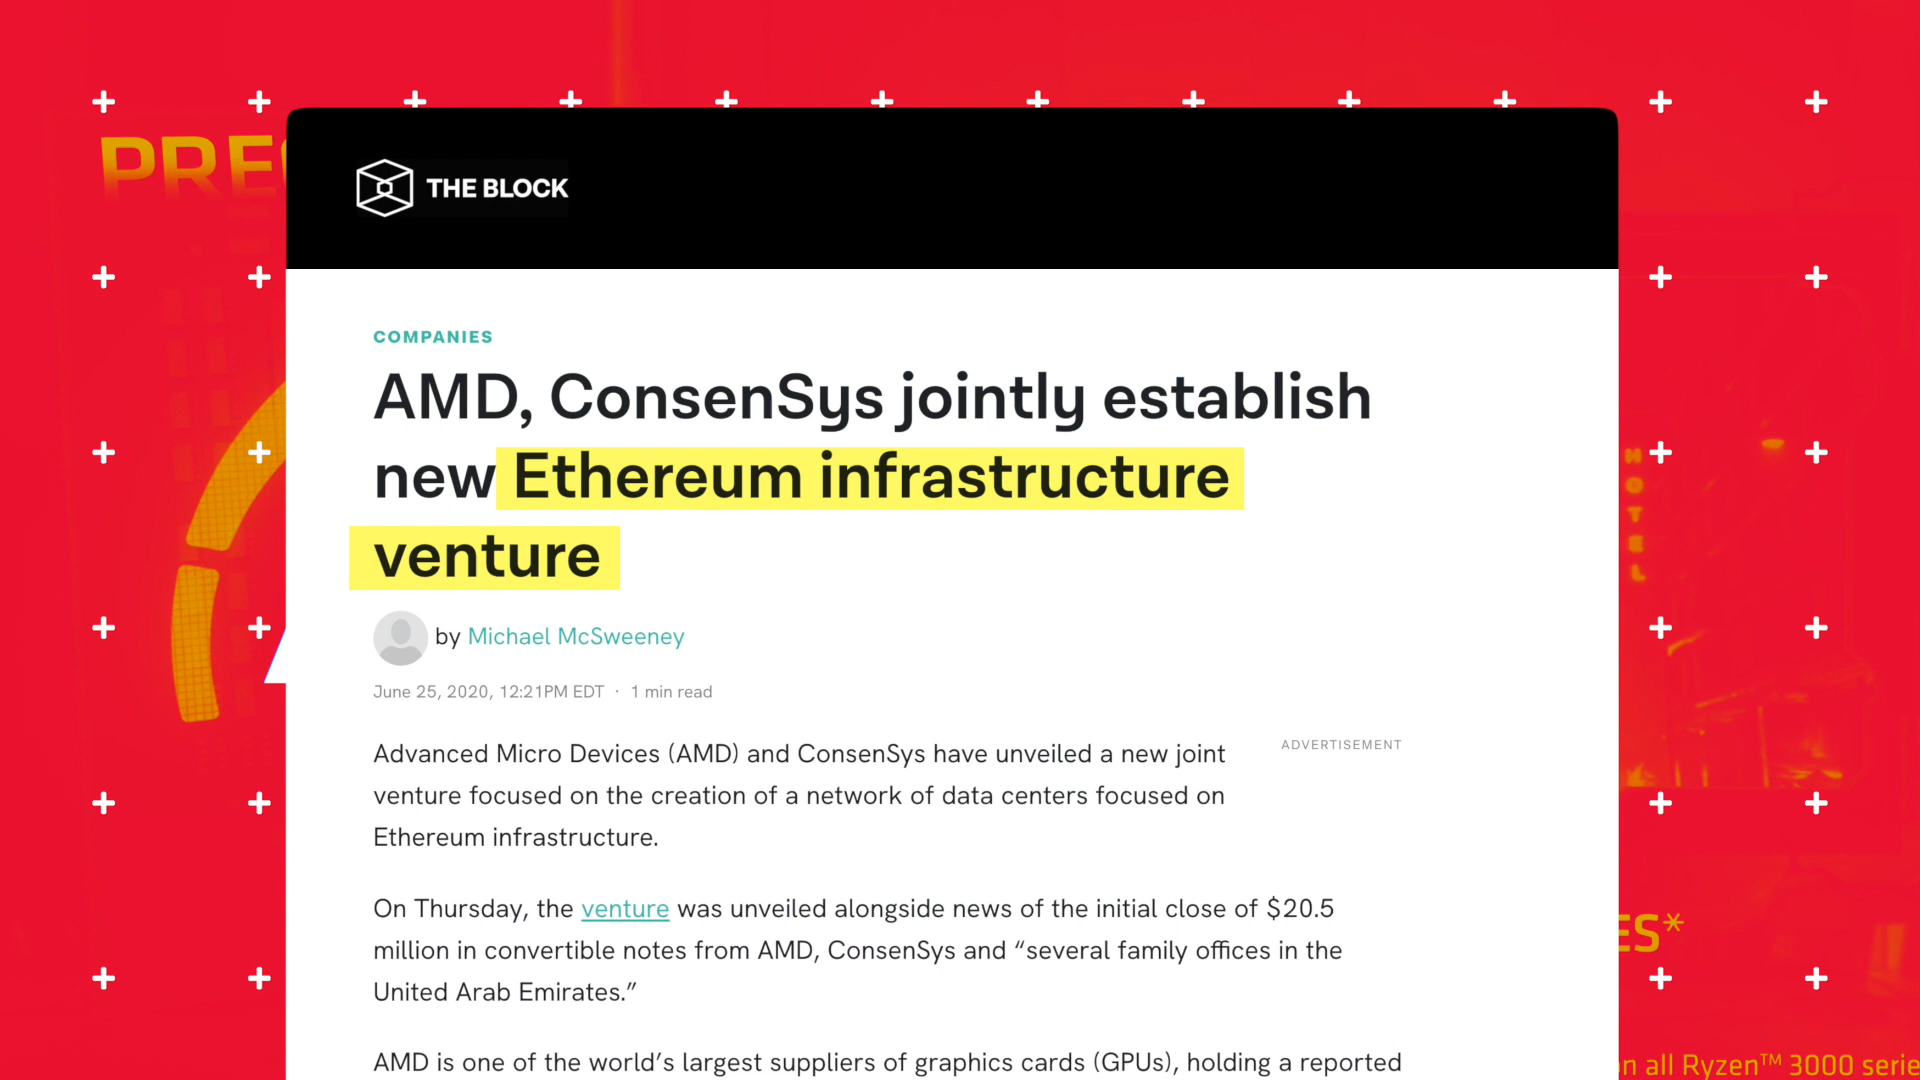 THE BLOCK
COMPANIES
AMD, ConsenSys jointly establish
new Ethereum infrastructure
venture
by Michael McSweeney
June 25, 2020, 12:21PM EDT · 1 min read
ADVERTISEMENT
Advanced Micro Devices (AMD) and ConsenSys have unveiled a new joint
venture focused on the creation of a network of data centers focused on
Ethereum infrastructure.
On Thursday, the venture was unveiled alongside news of the initial close of $20.5
million in convertible notes from AMD, ConsenSys and “several family offices in the
United Arab Emirates.”
AMD is one of the world’s largest suppliers of graphics cards (GPUs), holding a reported
HOTEL
all Ryzen™ 3000